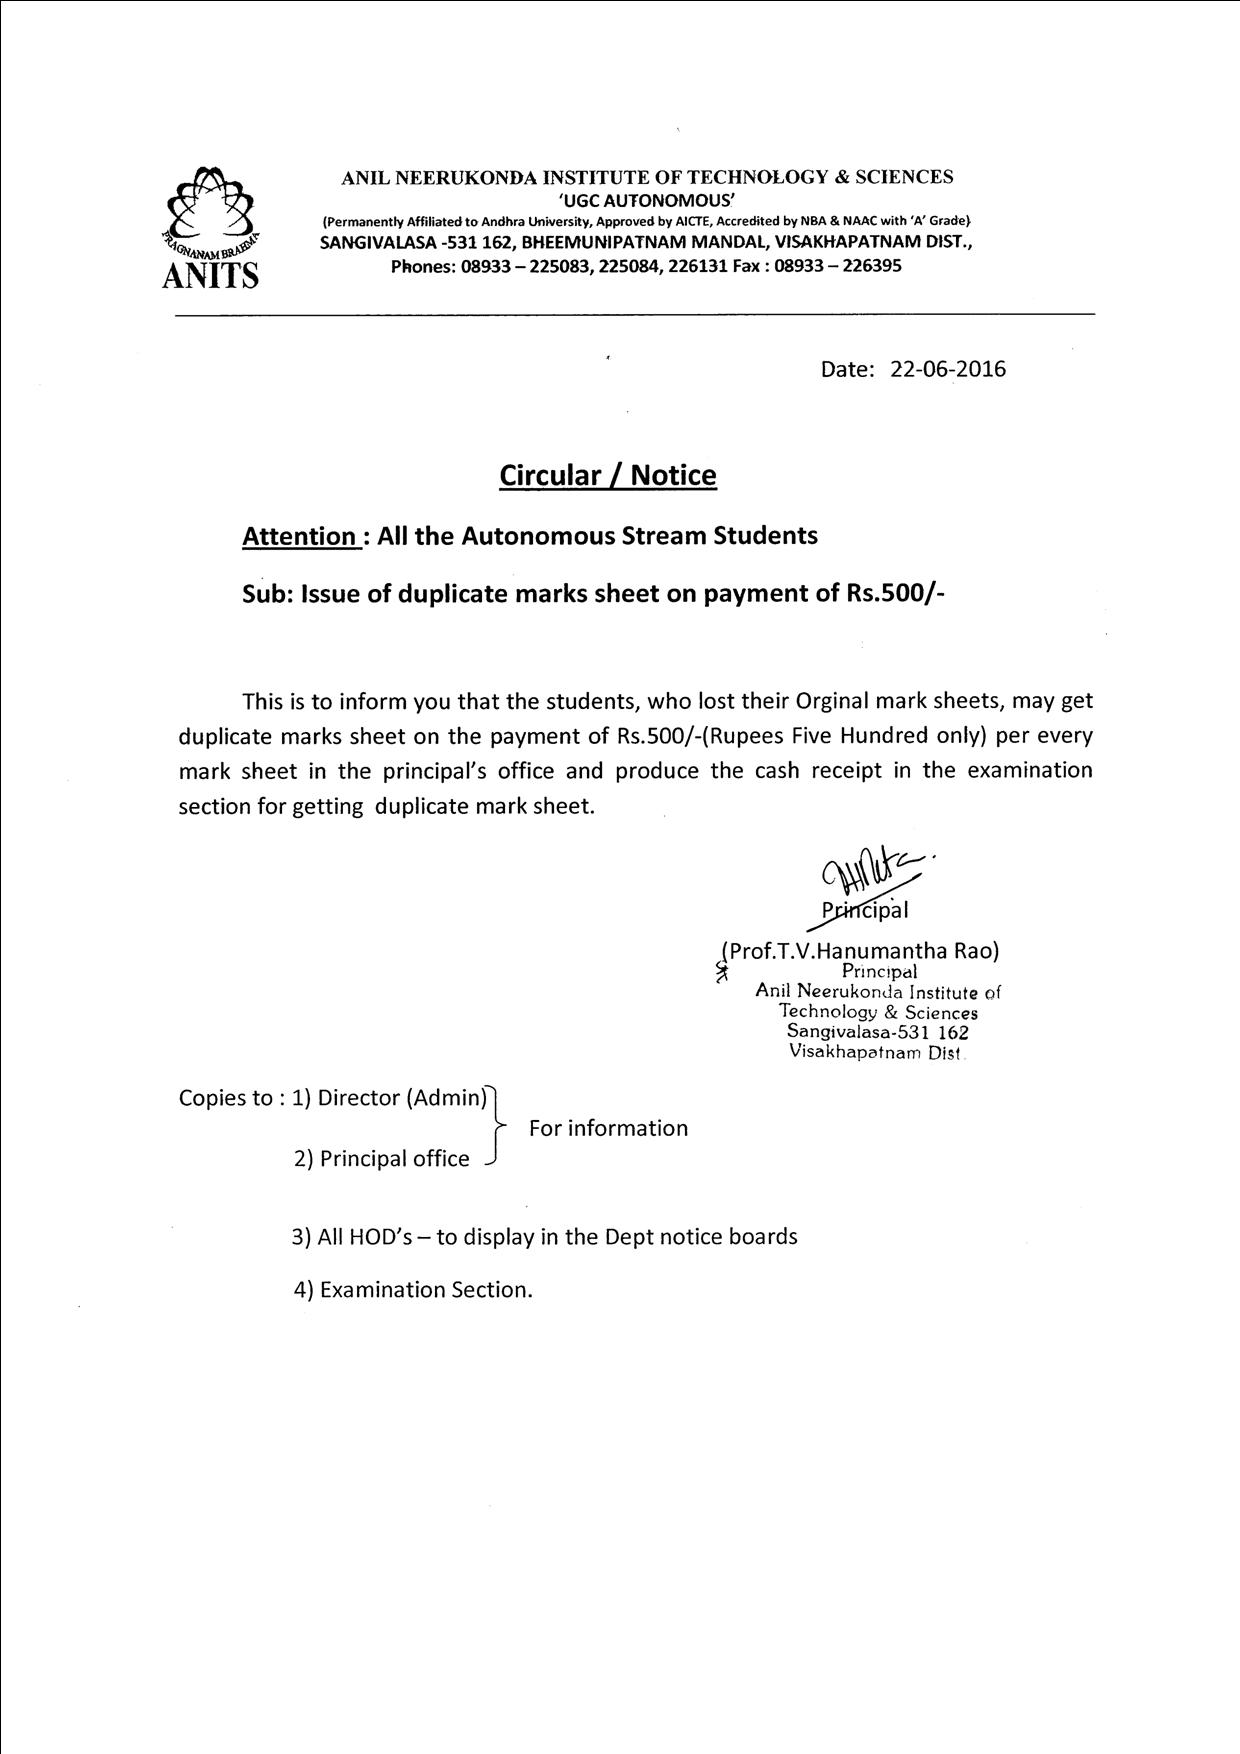 PRAGNANAM BRAHMA
ANITS
ANIL NEERUKONDA INSTITUTE OF TECHNOLOGY & SCIENCES
‘UGC AUTONOMOUS’
(Permanently Affiliated to Andhra University, Approved by AICTE, Accredited by NBA & NAAC with ‘A’ Grade)
SANGIVALASA -531 162, BHEEMUNIPATNAM MANDAL, VISAKHAPATNAM DIST.,
Phones: 08933 – 225083, 225084, 226131 Fax : 08933 – 226395
Date: 22-06-2016
Circular / Notice
Attention : All the Autonomous Stream Students
Sub: Issue of duplicate marks sheet on payment of Rs.500/-
This is to inform you that the students, who lost their Orginal mark sheets, may get
duplicate marks sheet on the payment of Rs.500/-(Rupees Five Hundred only) per every
mark sheet in the principal’s office and produce the cash receipt in the examination
section for getting duplicate mark sheet.
Principal
(Prof.T.V.Hanumantha Rao)
Principal
Anil Neerukonda Institute of
Technology & Sciences
Sangivalasa-531 162
Visakhapatnam Dist.
Copies to : 1) Director (Admin)
For information
2) Principal office
3) All HOD’s – to display in the Dept notice boards
4) Examination Section.